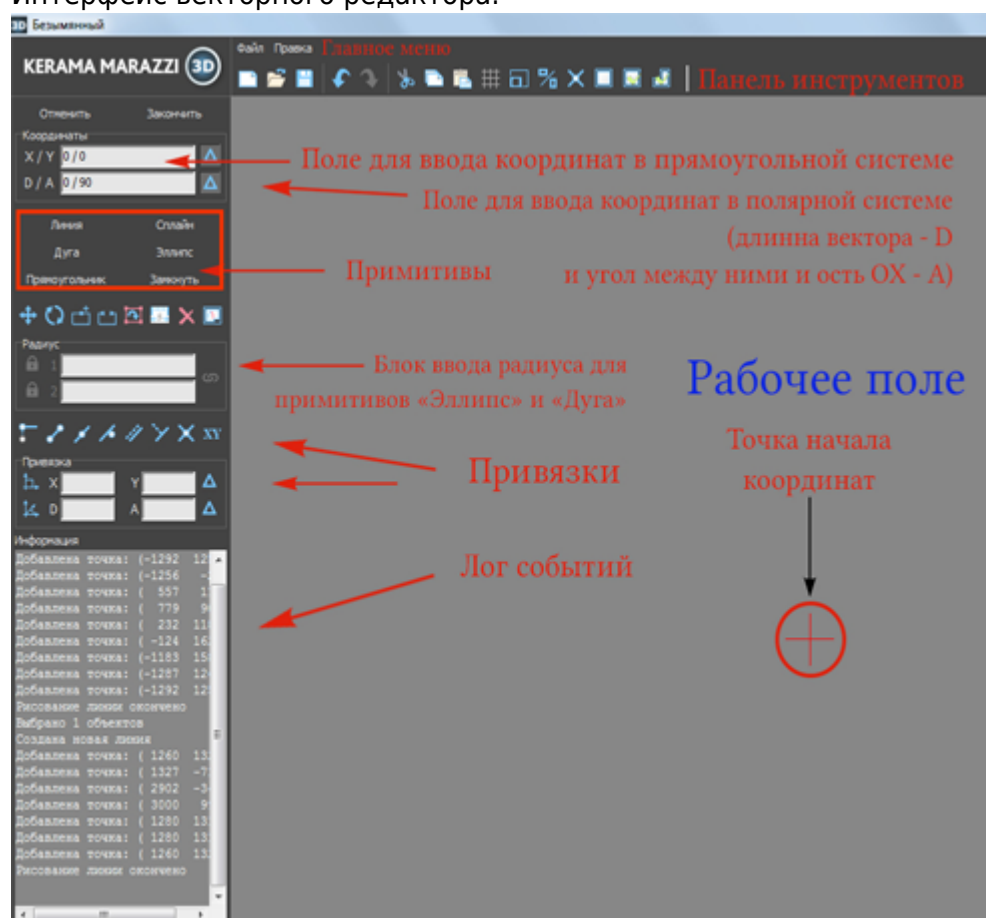 Интерфейс векторного редактора:
3D Безымянный
KERAMA MARAZZI 3D
Файл Правка Главное меню
Панель инструментов
Отменить Закончить
Координаты
X / Y 0/0
D / A 0/90
Поле для ввода координат в прямоугольной системе
Поле для ввода координат в полярной системе
(длинна вектора - D
и угол между ними и ость OX - A)
Линия Сплайн
Дуга Эллипс
Прямоугольник Замкнуть
Примитивы
Радиус
1
2
Блок ввода радиуса для
примитивов «Эллипс» и «Дуга»
Рабочее поле
Точка начала
координат
XY
Привязки
Привязка
X Y
D A
Информация
Лог событий
Добавлена точка: (-1292
Добавлена точка: (-1256
Добавлена точка: ( 557
Добавлена точка: ( 779
Добавлена точка: ( 232
Добавлена точка: ( -124
Добавлена точка: (-1183
Добавлена точка: (-1287
Добавлена точка: (-1292
Рисование линии окончено
Выбрано 1 объектов
Создана новая линия
Добавлена точка: ( 1260
Добавлена точка: ( 1327
Добавлена точка: ( 2902
Добавлена точка: ( 3000
Добавлена точка: ( 1280
Добавлена точка: ( 1280
Добавлена точка: ( 1260
Рисование линии окончено